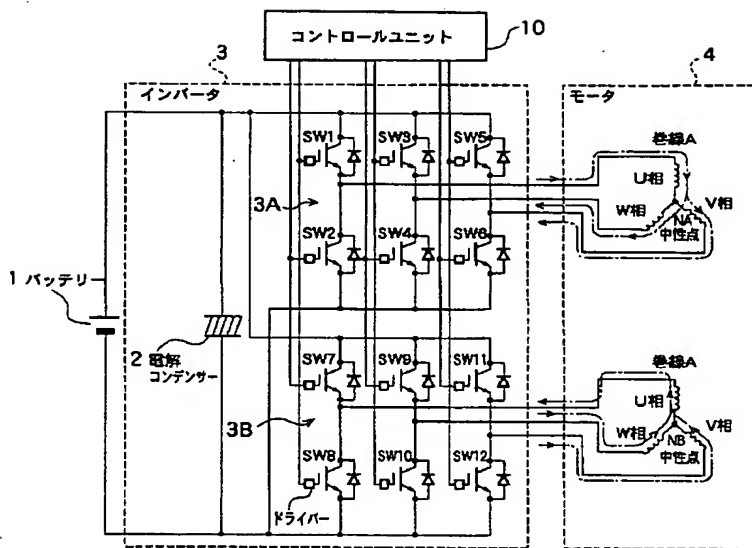 コントロールユニット
10
3
4
インバータ
モータ
SW1
SW3
SW5
巻線A
U相
V相
3A
W相
NA
中性点
SW2
SW4
SW6
1 バッテリ
2 電解
コンデンサー
SW7
SW9
SW11
巻線A
U相
V相
3B
W相
NB
中性点
SW8
SW10
SW12
ドライバー